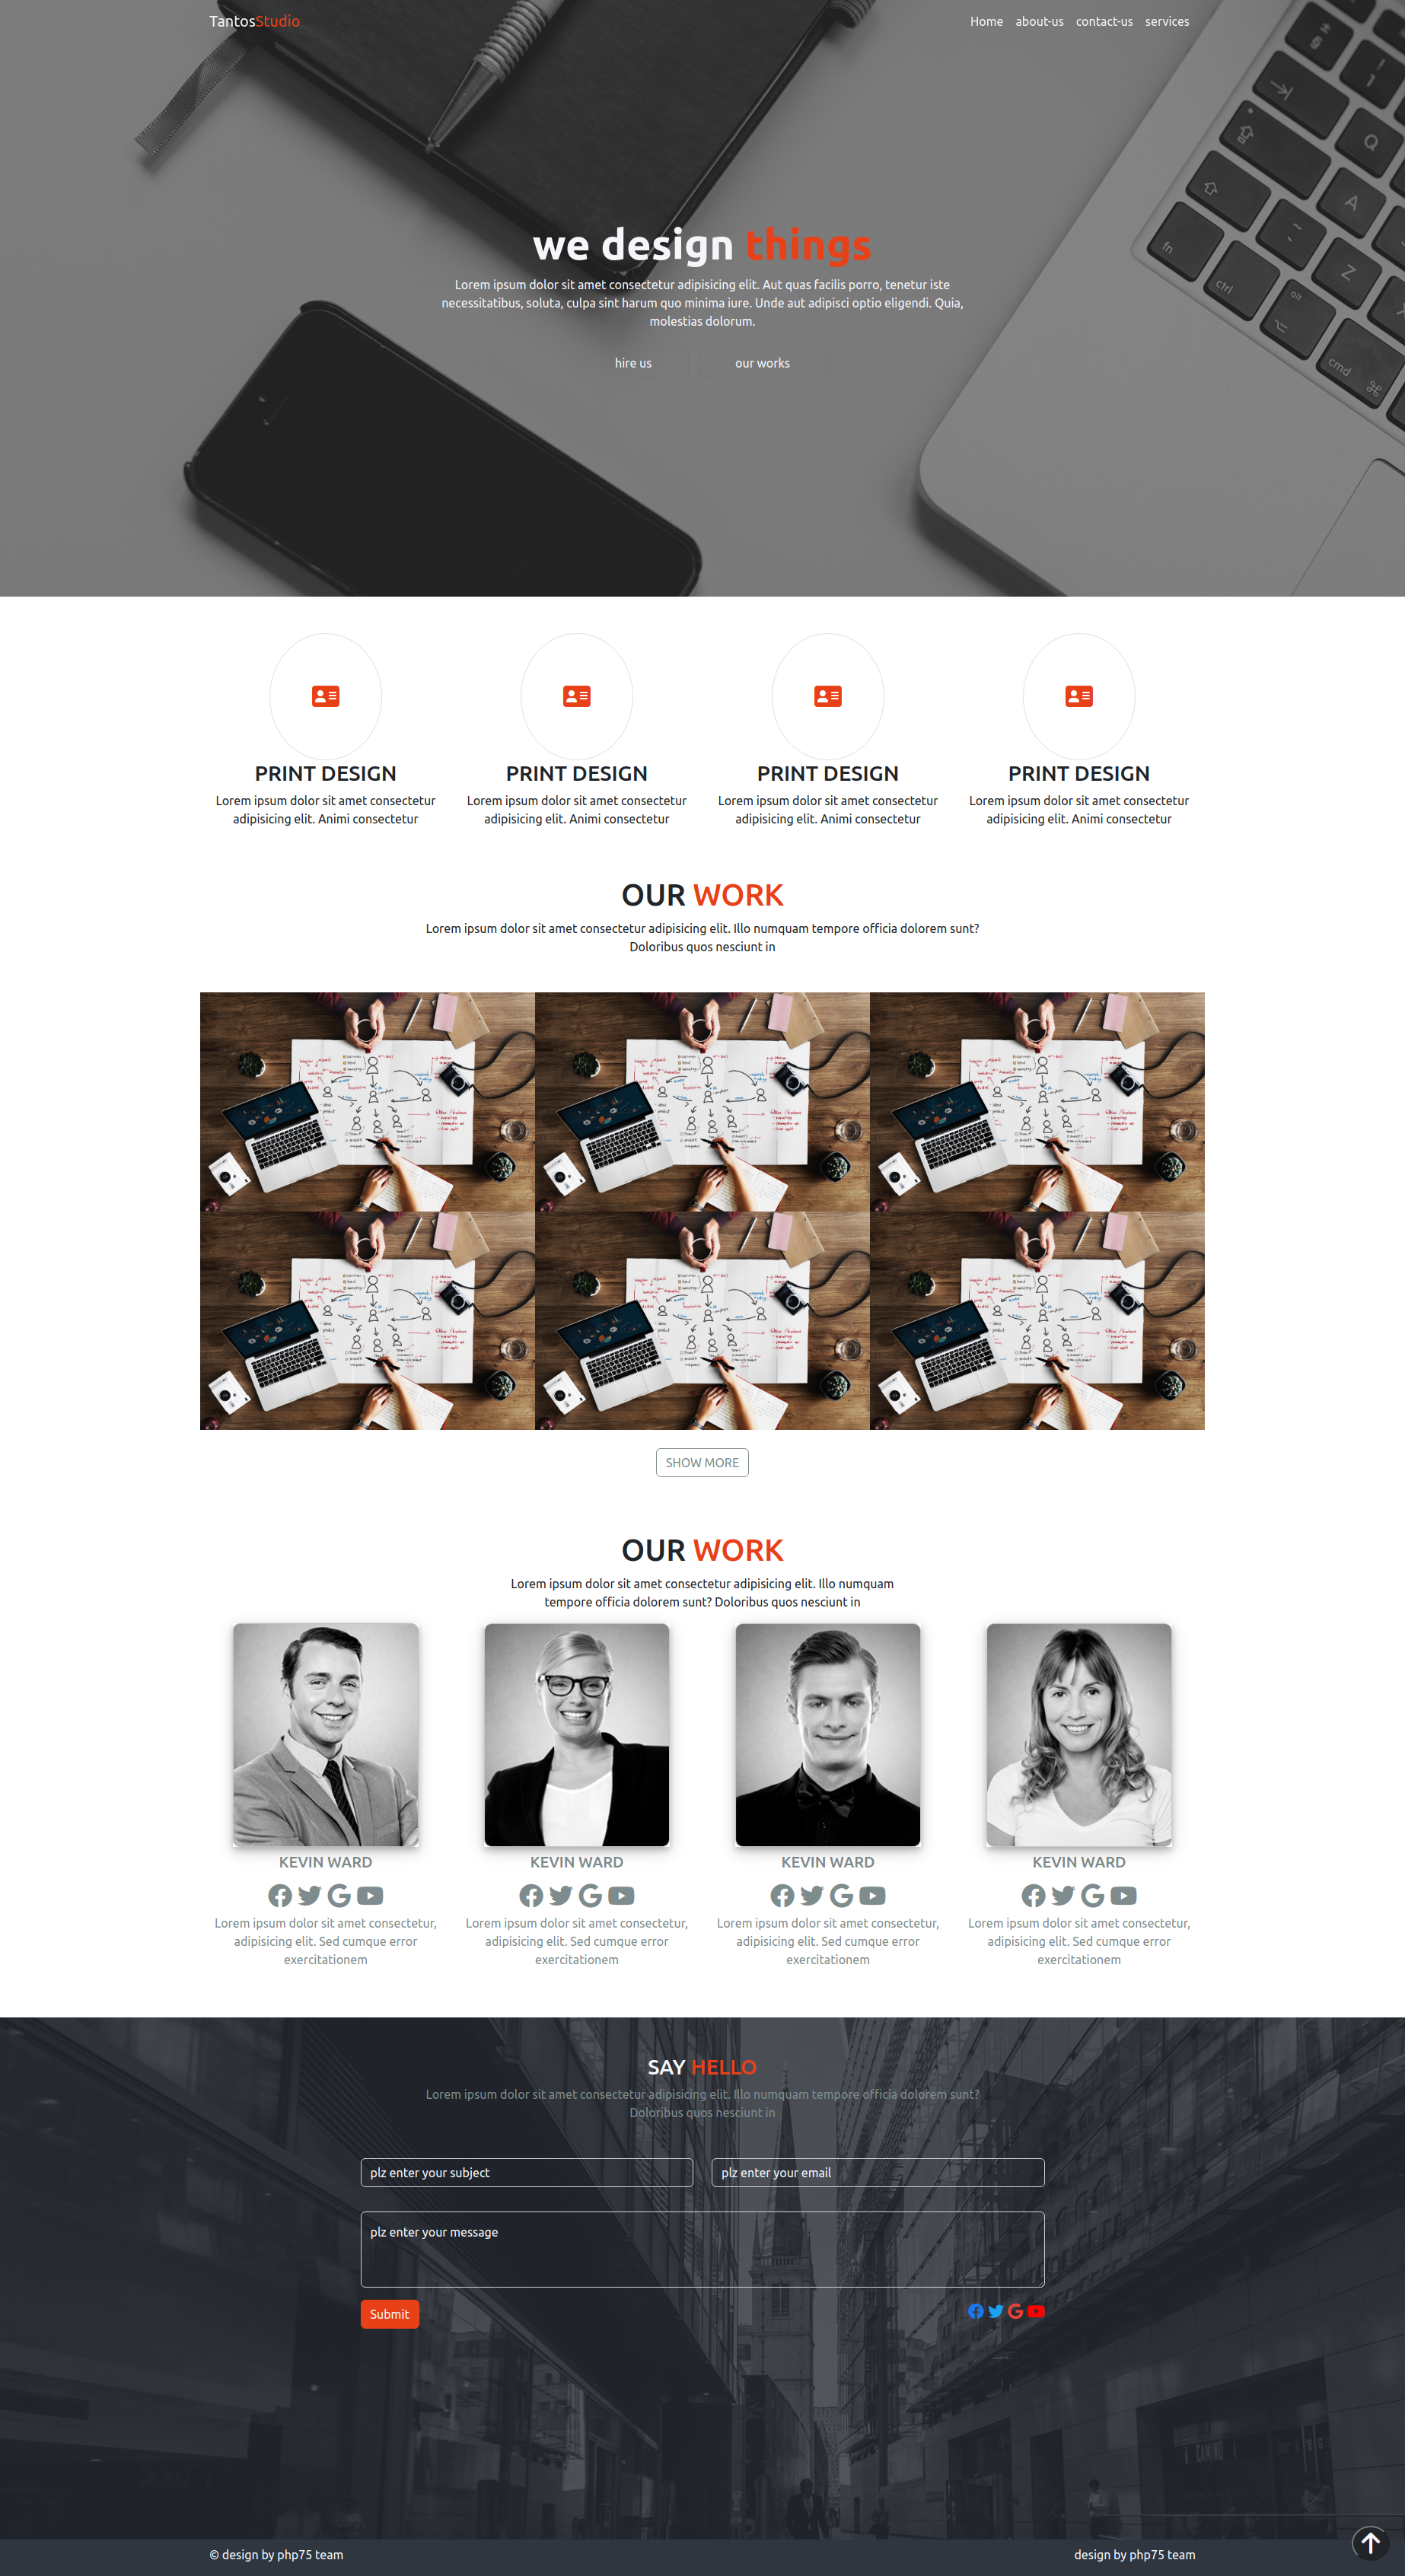 TantosStudio
Home about-us contact-us services
we design things
Lorem ipsum dolor sit amet consectetur adipisicing elit. Aut quas facilis porro, tenetur iste
necessitatibus, soluta, culpa sint harum quo minima iure. Unde aut adipisci optio eligendi. Quia,
molestias dolorum.
hire us
our works
PRINT DESIGN
Lorem ipsum dolor sit amet consectetur
adipisicing elit. Animi consectetur
PRINT DESIGN
Lorem ipsum dolor sit amet consectetur
adipisicing elit. Animi consectetur
PRINT DESIGN
Lorem ipsum dolor sit amet consectetur
adipisicing elit. Animi consectetur
PRINT DESIGN
Lorem ipsum dolor sit amet consectetur
adipisicing elit. Animi consectetur
OUR WORK
Lorem ipsum dolor sit amet consectetur adipisicing elit. Illo numquam tempore officia dolorem sunt?
Doloribus quos nesciunt in
SHOW MORE
OUR WORK
Lorem ipsum dolor sit amet consectetur adipisicing elit. Illo numquam
tempore officia dolorem sunt? Doloribus quos nesciunt in
KEVIN WARD
Lorem ipsum dolor sit amet consectetur,
adipisicing elit. Sed cumque error
exercitationem
KEVIN WARD
Lorem ipsum dolor sit amet consectetur,
adipisicing elit. Sed cumque error
exercitationem
KEVIN WARD
Lorem ipsum dolor sit amet consectetur,
adipisicing elit. Sed cumque error
exercitationem
KEVIN WARD
Lorem ipsum dolor sit amet consectetur,
adipisicing elit. Sed cumque error
exercitationem
SAY HELLO
Lorem ipsum dolor sit amet consectetur adipisicing elit. Illo numquam tempore officia dolorem sunt?
Doloribus quos nesciunt in
plz enter your subject
plz enter your email
plz enter your message
Submit
© design by php75 team
design by php75 team